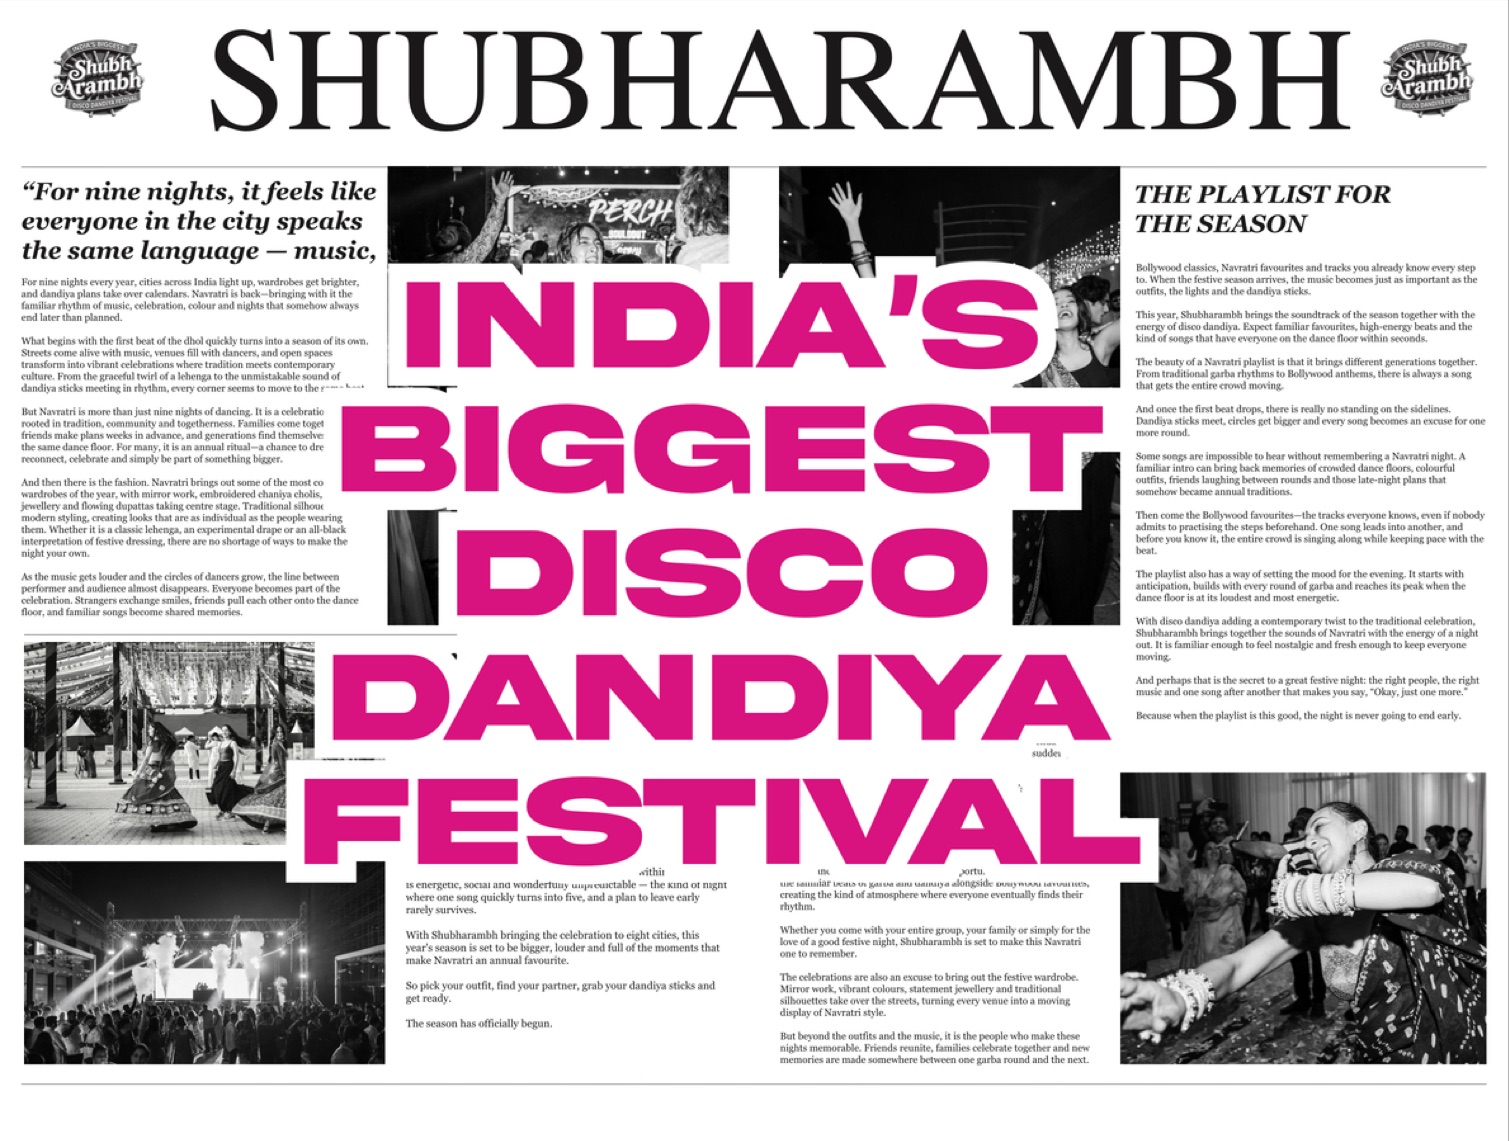 INDIA'S BIGGEST
Shubh
Arambh
DISCO DANDIYA FESTIVAL
SHUBHARAMBH
INDIA'S BIGGEST
Shubh
Arambh
DISCO DANDIYA FESTIVAL
“For nine nights, it feels like
everyone in the city speaks
the same language — music,
For nine nights every year, cities across India light up, wardrobes get brighter,
and dandiya plans take over calendars. Navratri is back—bringing with it the
familiar rhythm of music, celebration, colour and nights that somehow always
end later than planned.
What begins with the first beat of the dhol quickly turns into a season of its own.
Streets come alive with music, venues fill with dancers, and open spaces
transform into vibrant celebrations where tradition meets contemporary
culture. From the graceful twirl of a lehenga to the unmistakable sound of
dandiya sticks meeting in rhythm, every corner seems to move to the
But Navratri is more than just nine nights of dancing. It is a celebratio
rooted in tradition, community and togetherness. Families come toget
friends make plans weeks in advance, and generations find themselve
the same dance floor. For many, it is an annual ritual—a chance to dre
reconnect, celebrate and simply be part of something bigger.
And then there is the fashion. Navratri brings out some of the most co
wardrobes of the year, with mirror work, embroidered chaniya cholis,
jewellery and flowing dupattas taking centre stage. Traditional silhou
modern styling, creating looks that are as individual as the people wearing
them. Whether it is a classic lehenga, an experimental drape or an all-black
interpretation of festive dressing, there are no shortage of ways to make the
night your own.
As the music gets louder and the circles of dancers grow, the line between
performer and audience almost disappears. Everyone becomes part of the
celebration. Strangers exchange smiles, friends pull each other onto the dance
floor, and familiar songs become shared memories.
PERCH
SOLD OUT
INDIA'S
BIGGEST
DISCO
DANDIYA
FESTIVAL
within
is energetic, social and wonderfully unpredictable — the kind of night
where one song quickly turns into five, and a plan to leave early
rarely survives.
With Shubharambh bringing the celebration to eight cities, this
year's season is set to be bigger, louder and full of the moments that
make Navratri an annual favourite.
So pick your outfit, find your partner, grab your dandiya sticks and
get ready.
The season has officially begun.
sudde
portu
the familiar beats of garba and dandiya alongside Bollywood favourites,
creating the kind of atmosphere where everyone eventually finds their
rhythm.
Whether you come with your entire group, your family or simply for the
love of a good festive night, Shubharambh is set to make this Navratri
one to remember.
The celebrations are also an excuse to bring out the festive wardrobe.
Mirror work, vibrant colours, statement jewellery and traditional
silhouettes take over the streets, turning every venue into a moving
display of Navratri style.
But beyond the outfits and the music, it is the people who make these
nights memorable. Friends reunite, families celebrate together and new
memories are made somewhere between one garba round and the next.
THE PLAYLIST FOR
THE SEASON
Bollywood classics, Navratri favourites and tracks you already know every step
to. When the festive season arrives, the music becomes just as important as the
outfits, the lights and the dandiya sticks.
This year, Shubharambh brings the soundtrack of the season together with the
energy of disco dandiya. Expect familiar favourites, high-energy beats and the
kind of songs that have everyone on the dance floor within seconds.
The beauty of a Navratri playlist is that it brings different generations together.
From traditional garba rhythms to Bollywood anthems, there is always a song
that gets the entire crowd moving.
And once the first beat drops, there is really no standing on the sidelines.
Dandiya sticks meet, circles get bigger and every song becomes an excuse for one
more round.
Some songs are impossible to hear without remembering a Navratri night. A
familiar intro can bring back memories of crowded dance floors, colourful
outfits, friends laughing between rounds and those late-night plans that
somehow became annual traditions.
Then come the Bollywood favourites—the tracks everyone knows, even if nobody
admits to practising the steps beforehand. One song leads into another, and
before you know it, the entire crowd is singing along while keeping pace with the
beat.
The playlist also has a way of setting the mood for the evening. It starts with
anticipation, builds with every round of garba and reaches its peak when the
dance floor is at its loudest and most energetic.
With disco dandiya adding a contemporary twist to the traditional celebration,
Shubharambh brings together the sounds of Navratri with the energy of a night
out. It is familiar enough to feel nostalgic and fresh enough to keep everyone
moving.
And perhaps that is the secret to a great festive night: the right people, the right
music and one song after another that makes you say, “Okay, just one more.”
Because when the playlist is this good, the night is never going to end early.